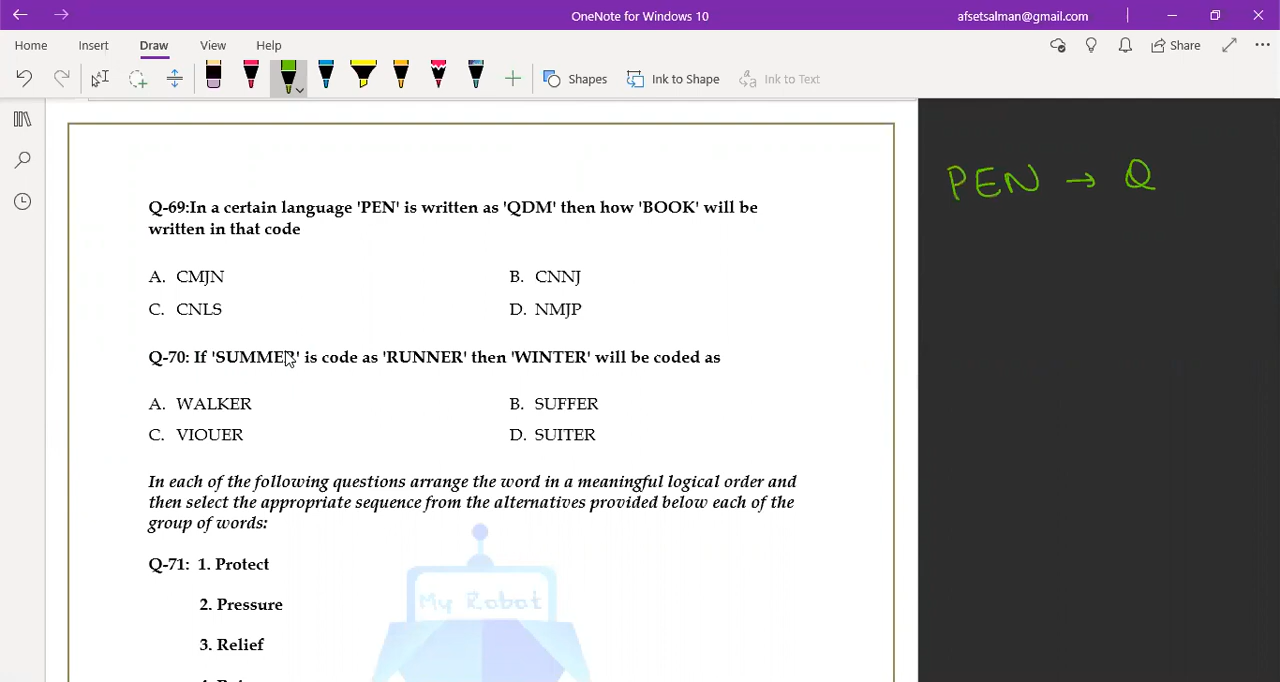 OneNote for Windows 10
afsetsalman@gmail.com
Home Insert Draw View Help
Share
Shapes Ink to Shape Ink to Text
PEN → Q
Q-69:In a certain language 'PEN' is written as 'QDM' then how 'BOOK' will be
written in that code
A. CMJN B. CNNJ
C. CNLS D. NMJP
Q-70: If 'SUMMER' is code as 'RUNNER' then 'WINTER' will be coded as
A. WALKER B. SUFFER
C. VIOUER D. SUITER
In each of the following questions arrange the word in a meaningful logical order and
then select the appropriate sequence from the alternatives provided below each of the
group of words:
Q-71: 1. Protect
2. Pressure
My Robot
3. Relief